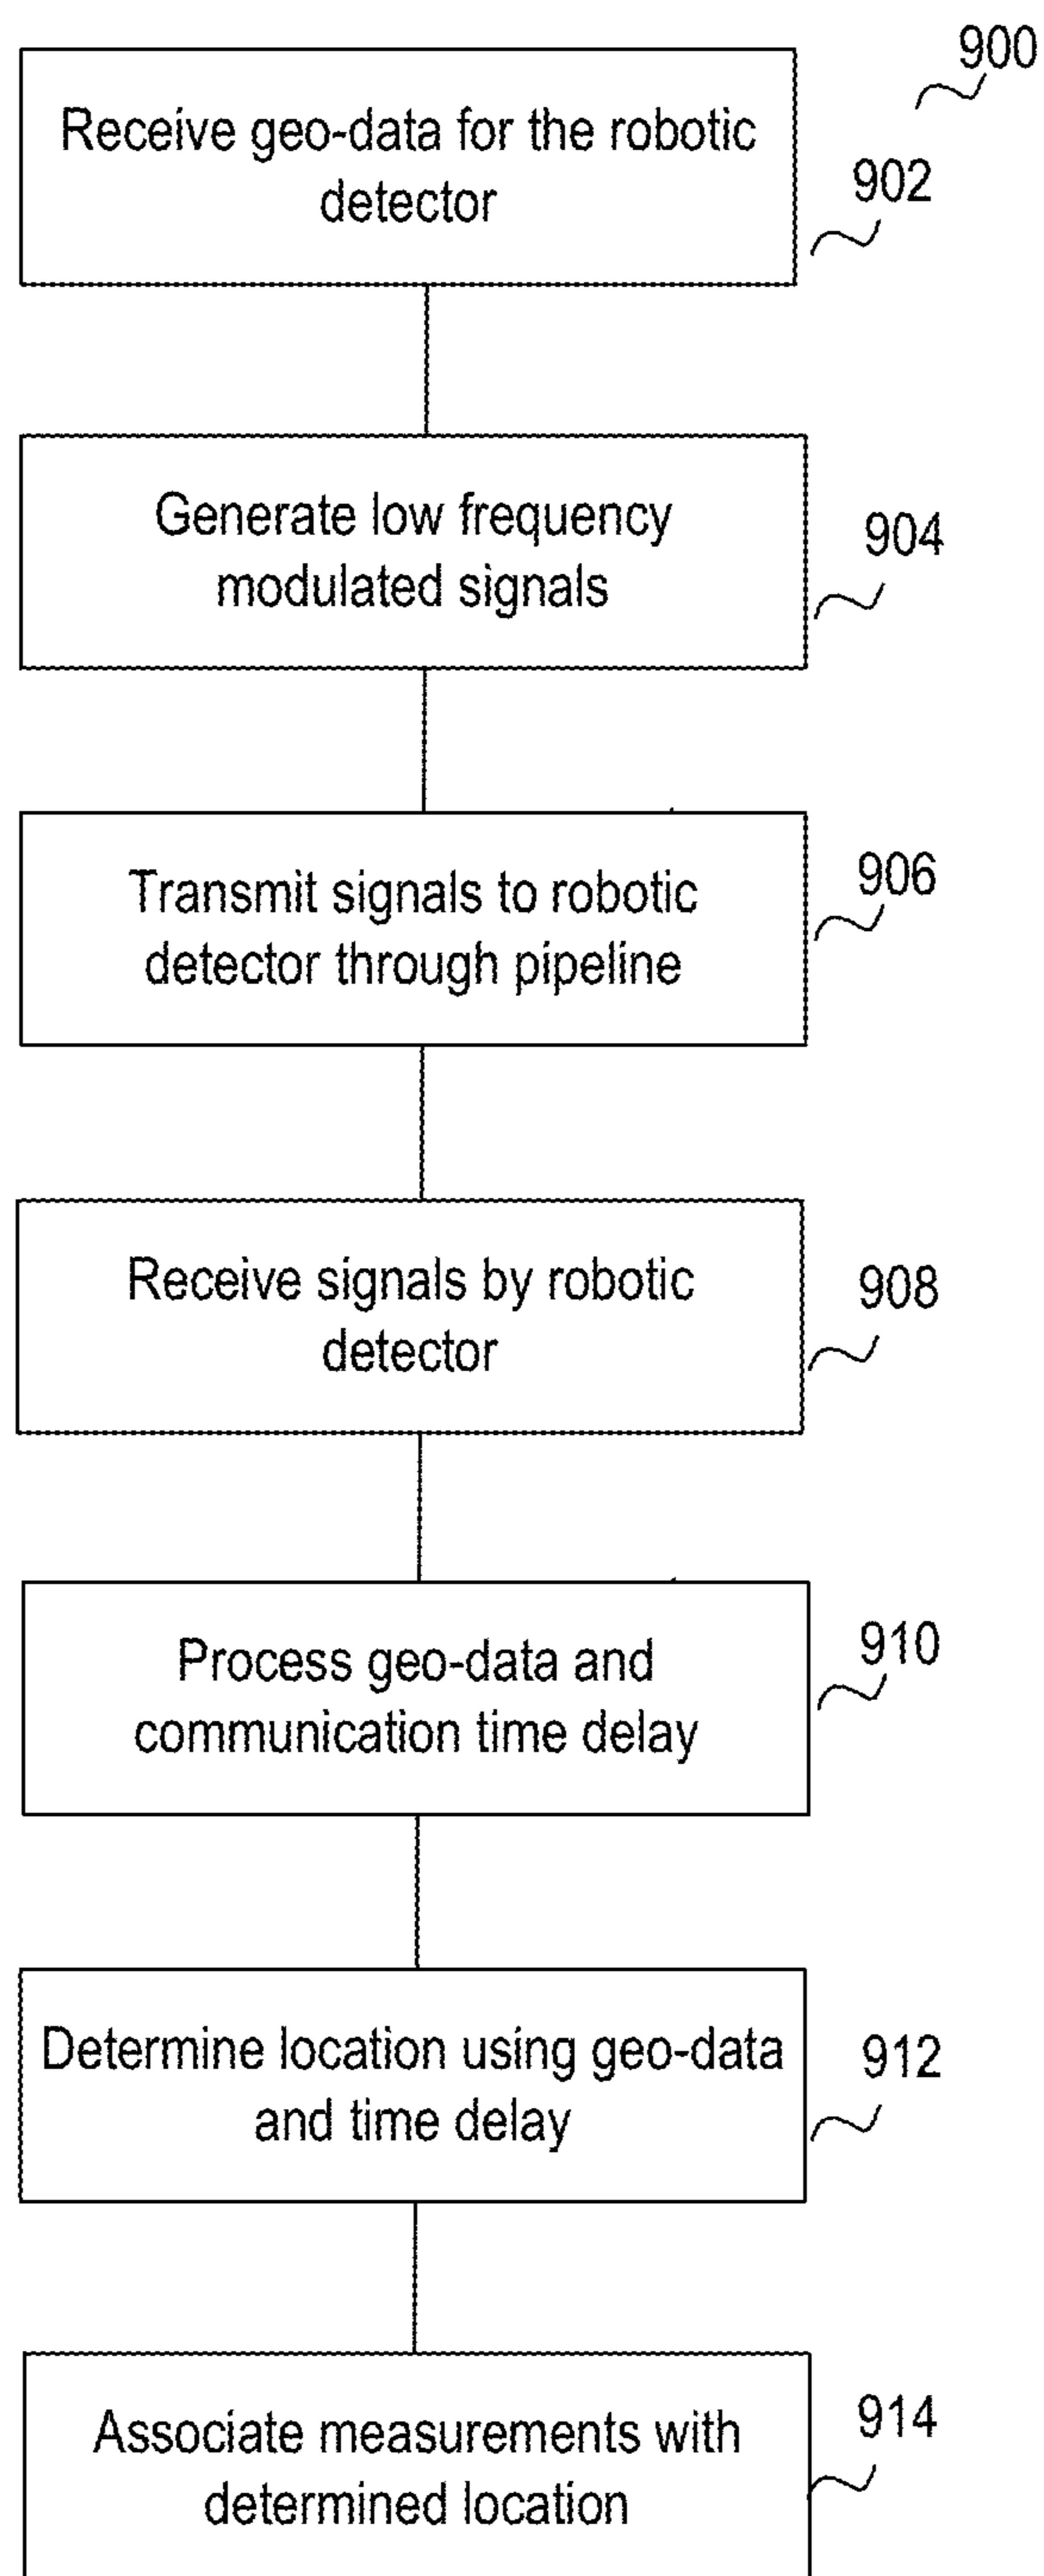 900
Receive geo-data for the robotic
detector
902
Generate low frequency
modulated signals
904
Transmit signals to robotic
detector through pipeline
906
Receive signals by robotic
detector
908
Process geo-data and
communication time delay
910
Determine location using geo-data
and time delay
912
Associate measurements with
determined location
914